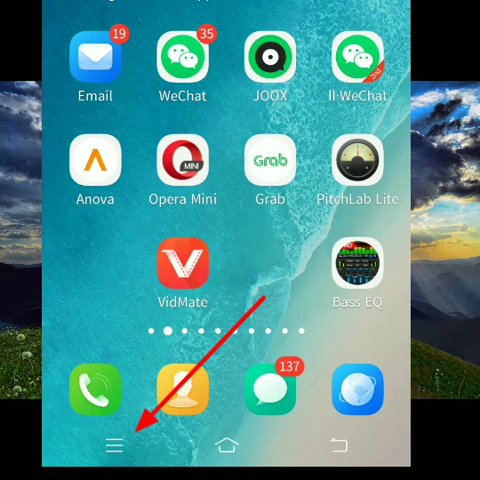 19
35
Email
WeChat
JOOX
II·WeChat
MINI
Grab
Anova
Opera Mini
Grab
PitchLab Lite
VidMate
Bass EQ
137